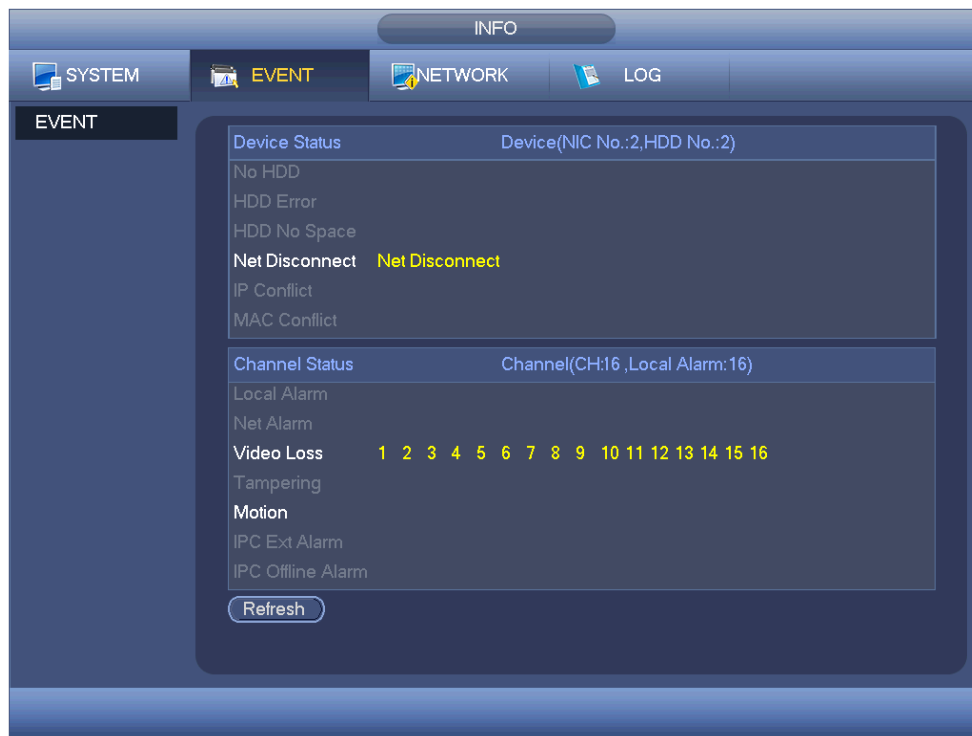 INFO
SYSTEM EVENT NETWORK LOG
EVENT
Device Status Device(NIC No.:2,HDD No.:2)
No HDD
HDD Error
HDD No Space
Net Disconnect Net Disconnect
IP Conflict
MAC Conflict
Channel Status Channel(CH:16 ,Local Alarm:16)
Local Alarm
Net Alarm
Video Loss 1 2 3 4 5 6 7 8 9 10 11 12 13 14 15 16
Tampering
Motion
IPC Ext Alarm
IPC Offline Alarm
Refresh